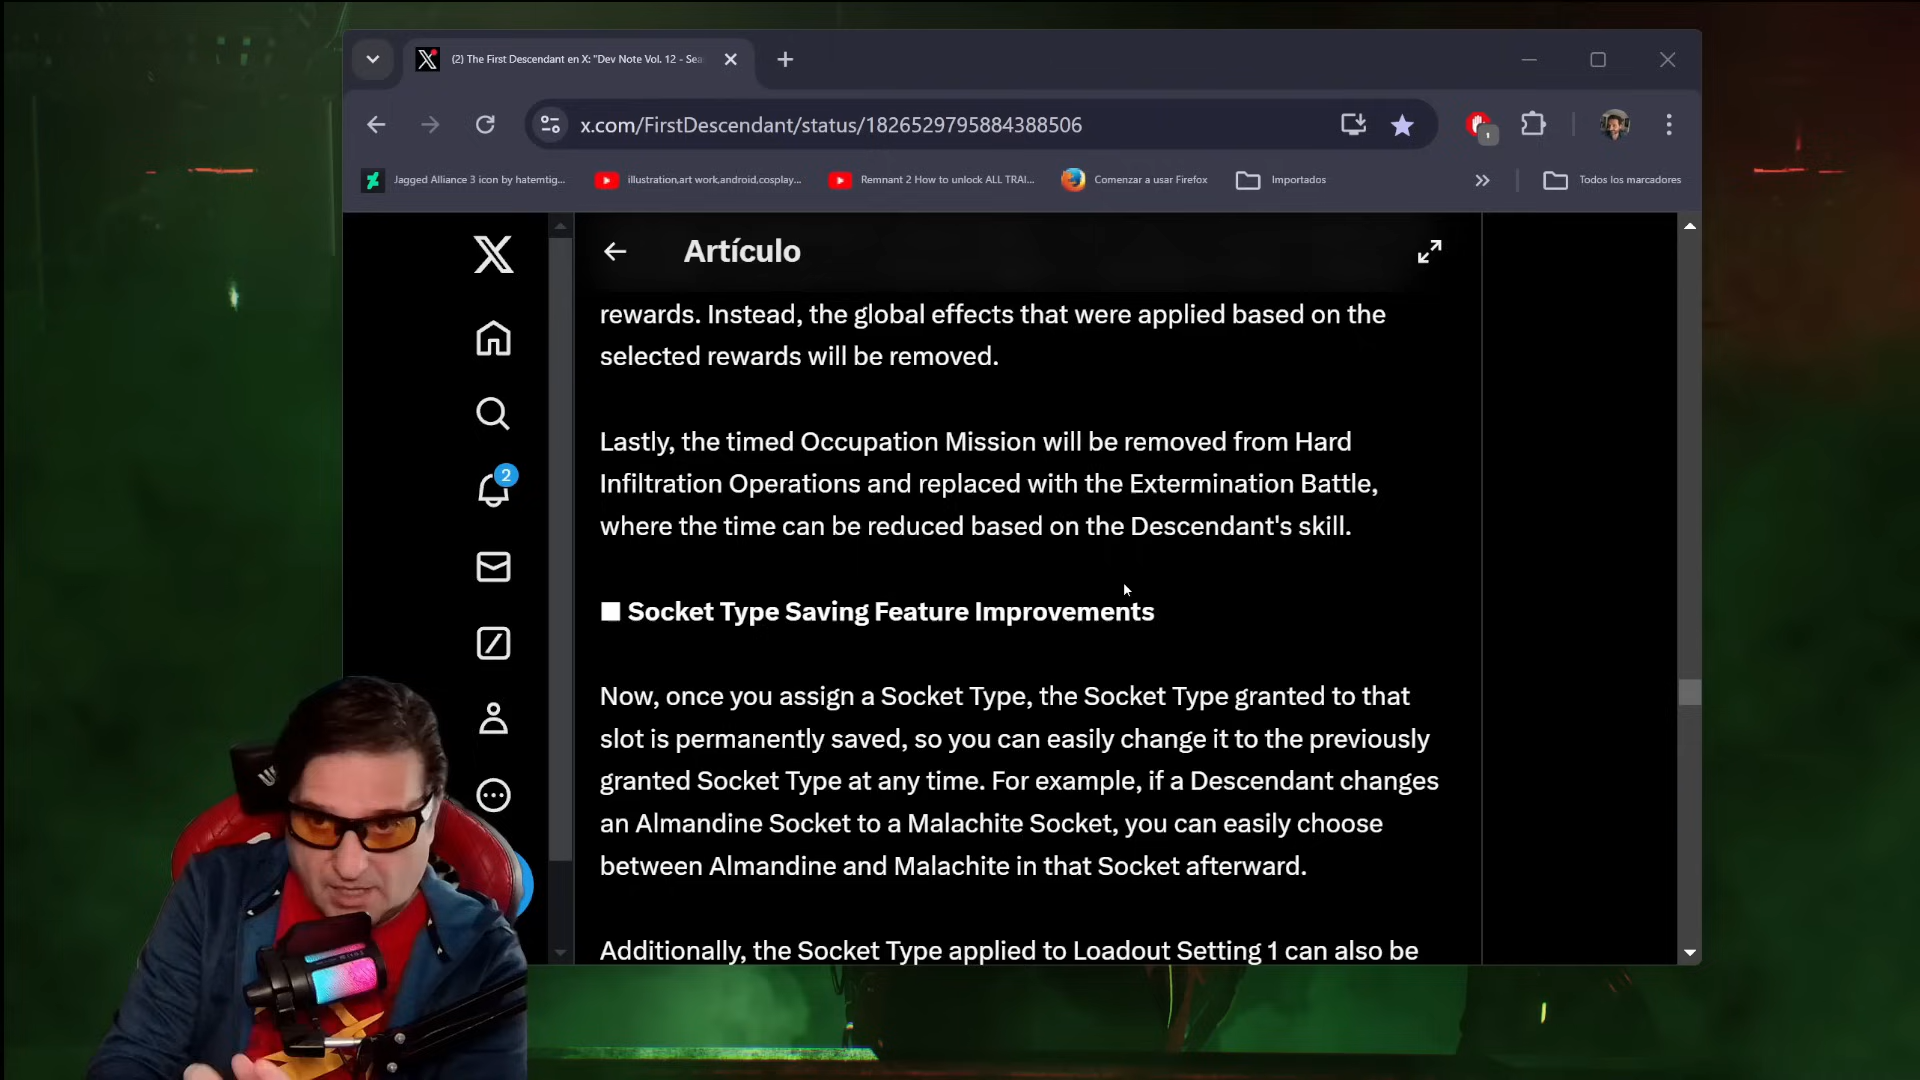 (2) The First Descendant en X: "Dev Note Vol. 12 - Sea
x.com/FirstDescendant/status/1826529795884388506
1
Jagged Alliance 3 icon by hatemtig...
illustration,art work,android,cosplay...
Remnant 2 How to unlock ALL TRAI...
Comenzar a usar Firefox
Importados
Todos los marcadores
Artículo
rewards. Instead, the global effects that were applied based on the
selected rewards will be removed.
Lastly, the timed Occupation Mission will be removed from Hard
Infiltration Operations and replaced with the Extermination Battle,
where the time can be reduced based on the Descendant's skill.
2
■ Socket Type Saving Feature Improvements
Now, once you assign a Socket Type, the Socket Type granted to that
slot is permanently saved, so you can easily change it to the previously
granted Socket Type at any time. For example, if a Descendant changes
an Almandine Socket to a Malachite Socket, you can easily choose
between Almandine and Malachite in that Socket afterward.
Additionally, the Socket Type applied to Loadout Setting 1 can also be